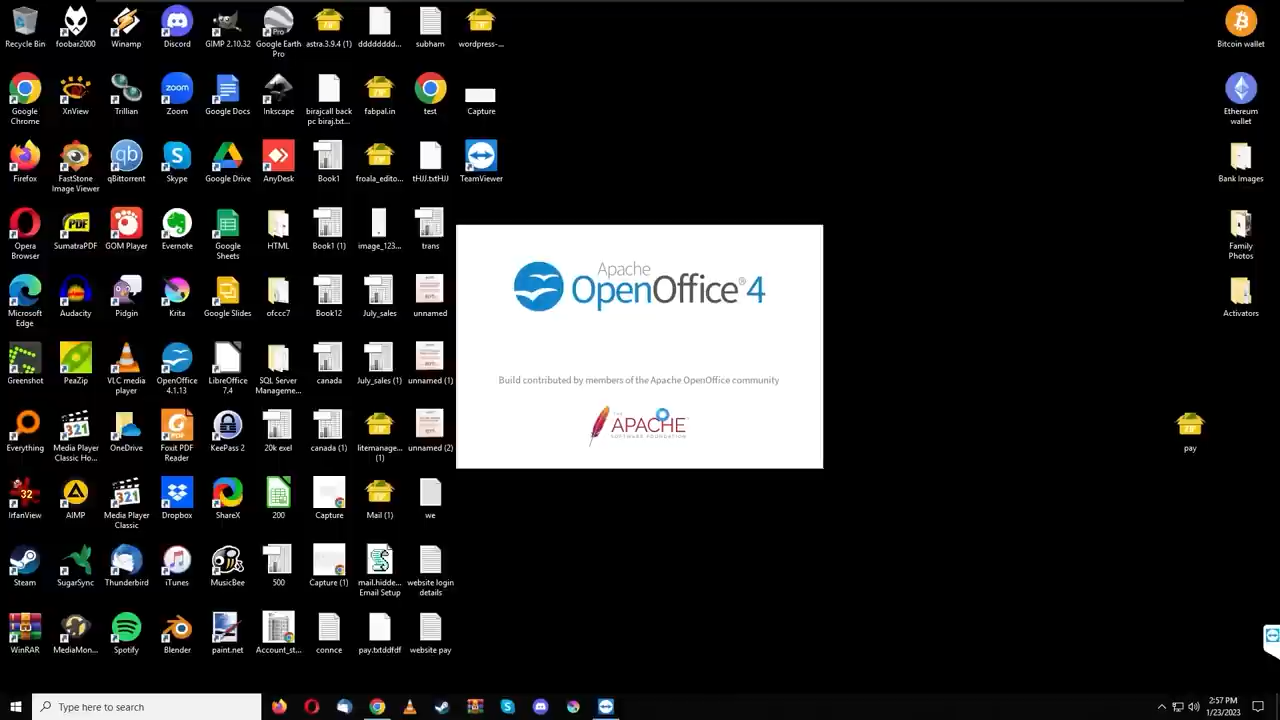 Recycle Bin
foobar2000
Winamp
Discord
GIMP 2.10.32
Google Earth
Pro
astra.3.9.4 (1)
ddddddddd...
subham
wordpress-...
Bitcoin wallet
Google
Chrome
XnView
Trillian
Zoom
Google Docs
Inkscape
birajcall back
pc biraj.txt...
fabpal.in
test
Capture
Ethereum
wallet
Firefox
FastStone
Image Viewer
qBittorrent
Skype
Google Drive
AnyDesk
Book1
froala_edito...
tHJJ.txtHJJ
TeamViewer
Bank Images
Opera
Browser
SumatraPDF
GOM Player
Evernote
Google
Sheets
HTML
Book1 (1)
image_123...
trans
Family
Photos
Microsoft
Edge
Audacity
Pidgin
Krita
Google Slides
ofccc7
Book12
July_sales
unnamed
Activators
Greenshot
PeaZip
VLC media
player
OpenOffice
4.1.13
LibreOffice
7.4
SQL Server
Manageme...
canada
July_sales (1)
unnamed (1)
Everything
Media Player
Classic Ho...
OneDrive
Foxit PDF
Reader
KeePass 2
20k exel
canada (1)
litemanage...
(1)
unnamed (2)
pay
IrfanView
AIMP
Media Player
Classic
Dropbox
ShareX
200
Capture
Mail (1)
we
Steam
SugarSync
Thunderbird
iTunes
MusicBee
500
Capture (1)
mail.hidde...
Email Setup
website login
details
WinRAR
MediaMon...
Spotify
Blender
paint.net
Account_st...
connce
pay.txtddfdf
website pay
Apache
OpenOffice® 4
Build contributed by members of the Apache OpenOffice community
THE
APACHE
SOFTWARE FOUNDATION
Type here to search
2:57 PM
1/23/2023